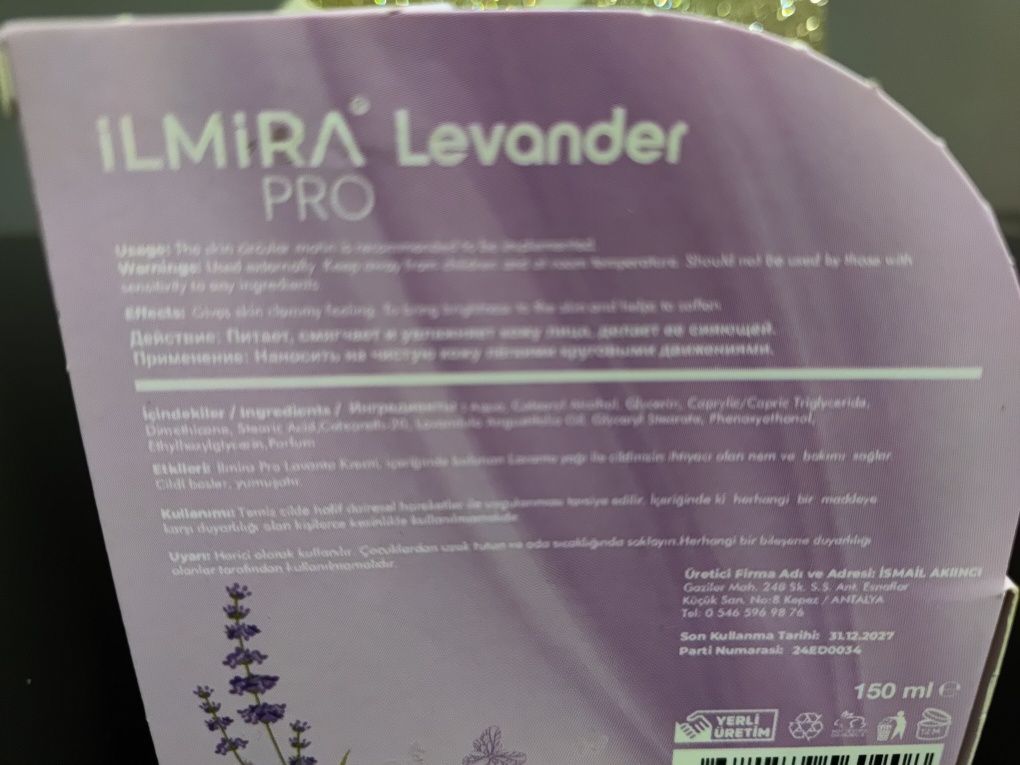 iLMiRA® Levander
PRO
Usage: The skin circular motin is recommended to be implemented.
Warnings: Used externally. Keep away from children and at room temperature. Should not be used by those with
sensitivity to any ingredients.
Effects: Gives skin clammy feeling. To bring brightness to the skin and helps to soften.
Действие: Питает, смягчает и увлажняет кожу лица, делает ее сияющей.
Применение: Наносить на чистую кожу лёгкими круговыми движениями.
İçindekiler / Ingredients / Ингредиенты : Aqua, Cetearyl Alcohol, Glycerin, Caprylic/Capric Triglyceride,
Dimethicone, Stearic Acid, Ceteareth-20, Lavandula Angustifolia Oil, Glyceryl Stearate, Phenoxyethanol,
Ethylhexylglycerin, Parfum
Etkileri: Ilmira Pro Lavanta Kremi, içeriğinde bulunan Lavanta yağı ile cildinizin ihtiyacı olan nem ve bakımı sağlar.
Cildi besler, yumuşatır.
Kullanımı: Temiz cilde hafif dairesel hareketler ile uygulanması tavsiye edilir. İçeriğinde ki herhangi bir maddeye
karşı duyarlılığı olan kişilerce kesinlikle kullanılmamalıdır.
Uyarı: Harici olarak kullanılır. Çocuklardan uzak tutun ve oda sıcaklığında saklayın.Herhangi bir bileşene duyarlılığı
olanlar tarafından kullanılmamalıdır.
Üretici Firma Adı ve Adresi: İSMAİL AKIINCI
Gaziler Mah. 246 Sk. S.S. Ant. Esnaflar
Küçük San. No:8 Kepez / ANTALYA
Tel: 0 546 596 98 76
Son Kullanma Tarihi: 31.12.2027
Parti Numarası: 24ED0034
150 ml ℮
YERLİ
ÜRETİM
12 M